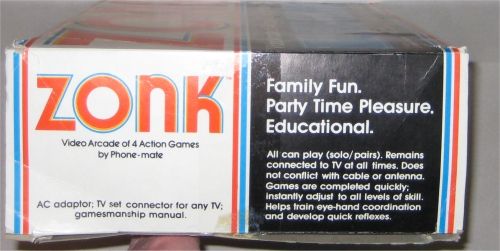 ZONK™
Video Arcade of 4 Action Games
by Phone-mate
AC adaptor; TV set connector for any TV;
gamesmanship manual.
Family Fun.
Party Time Pleasure.
Educational.
All can play (solo/pairs). Remains
connected to TV at all times. Does
not conflict with cable or antenna.
Games are completed quickly;
instantly adjust to all levels of skill.
Helps train eye-hand coordination
and develop quick reflexes.